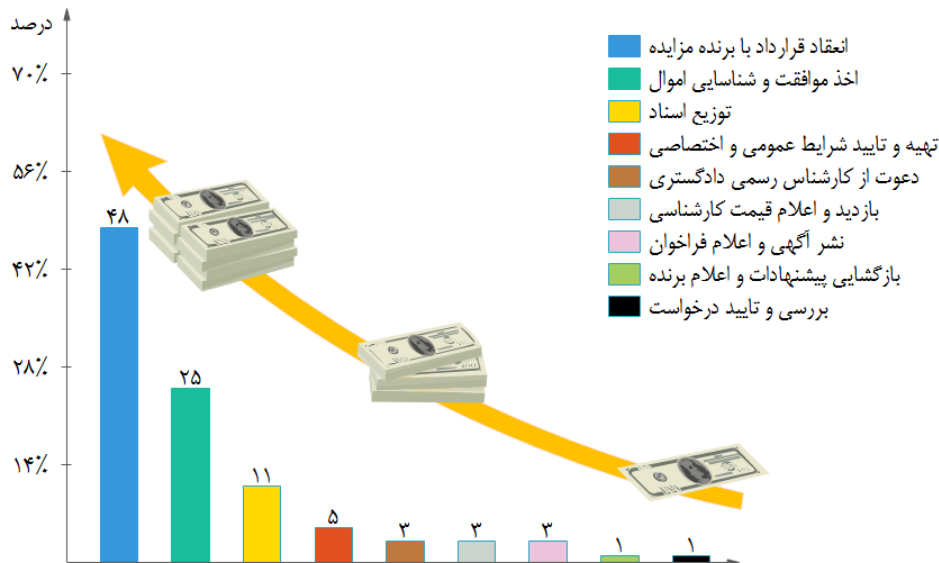 درصد
۷۰٪
۵۶٪
۴۲٪
۲۸٪
۱۴٪
۴۸
۲۵
۱۱
۵
۳
۳
۳
۱
۱
انعقاد قرارداد با برنده مزایده
اخذ موافقت و شناسایی اموال
توزیع اسناد
تهیه و تایید شرایط عمومی و اختصاصی
دعوت از کارشناس رسمی دادگستری
بازدید و اعلام قیمت کارشناسی
نشر آگهی و اعلام فراخوان
بازگشایی پیشنهادات و اعلام برنده
بررسی و تایید درخواست